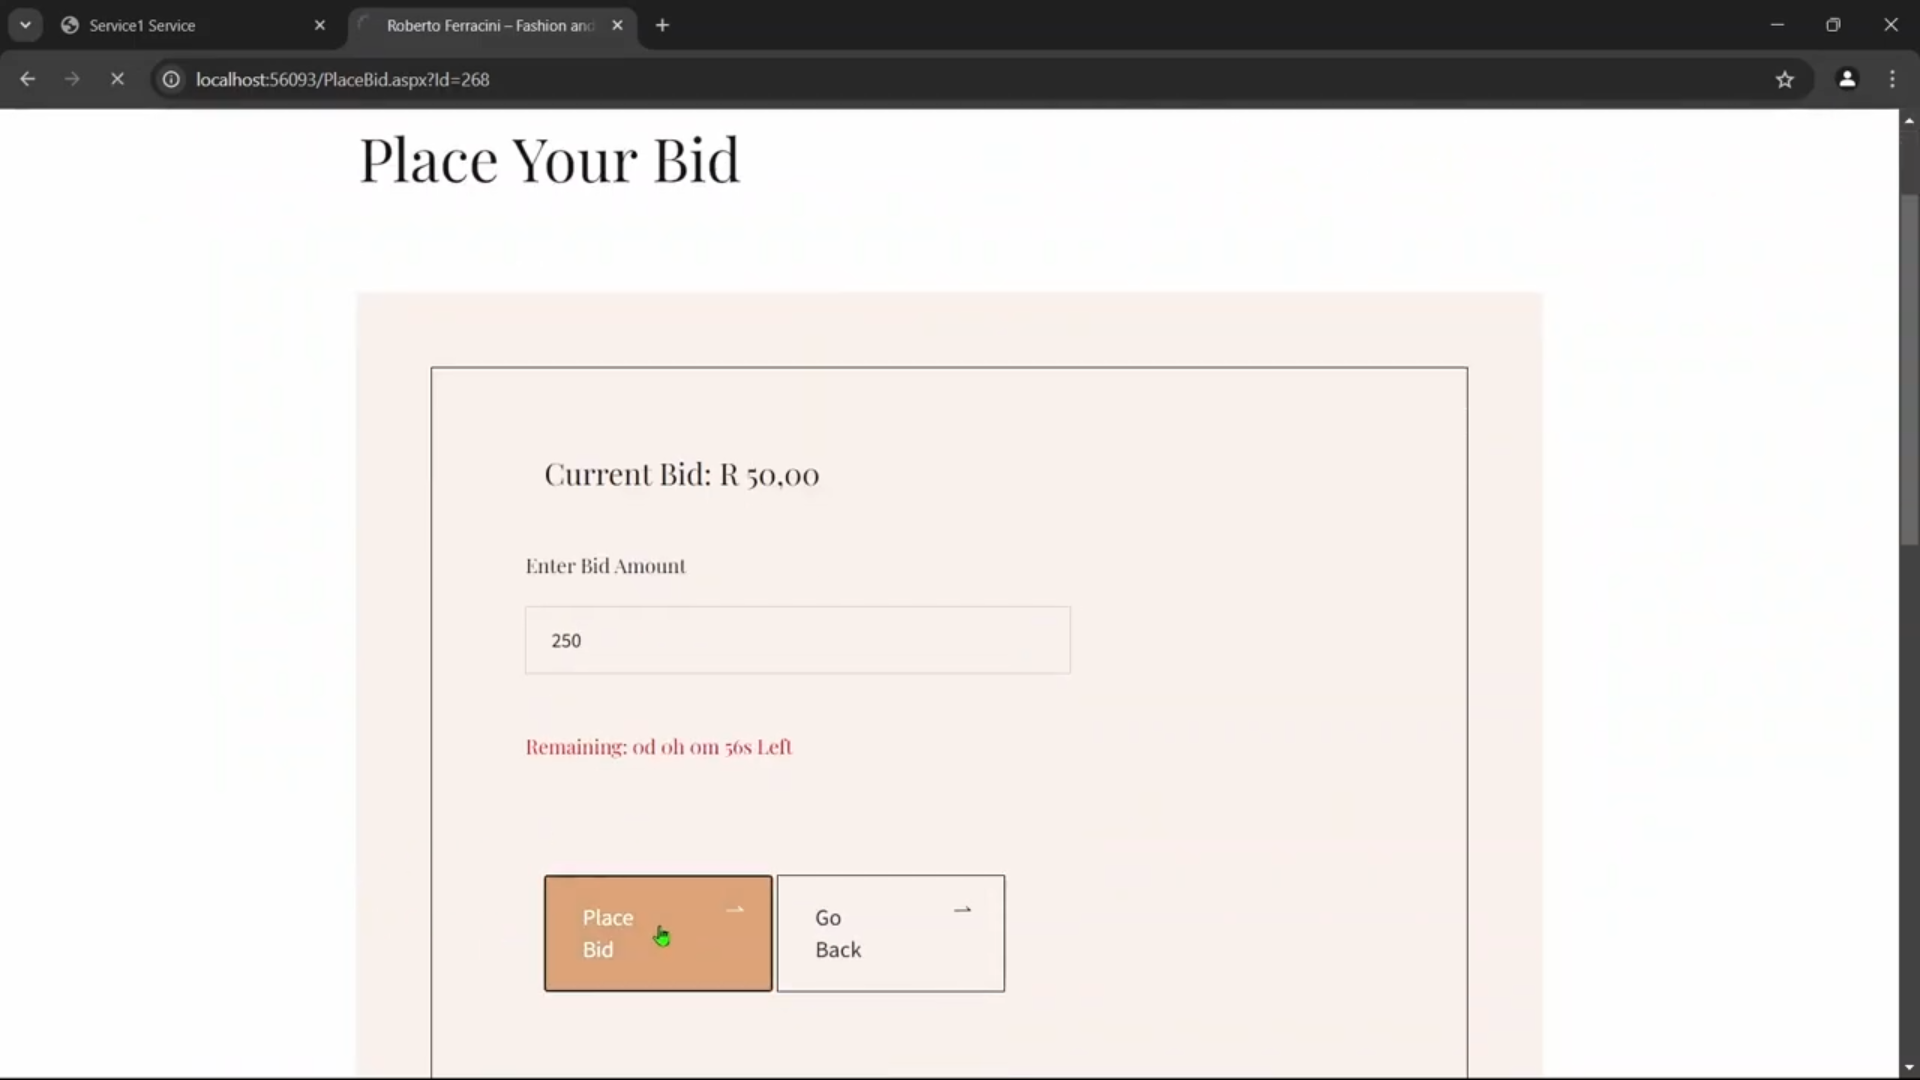 Service1 Service
Roberto Ferracini – Fashion and
localhost:56093/PlaceBid.aspx?Id=268
Place Your Bid
Current Bid: R 50,00
Enter Bid Amount
250
Remaining: 0d 0h 0m 56s Left
Place
Bid
Go
Back